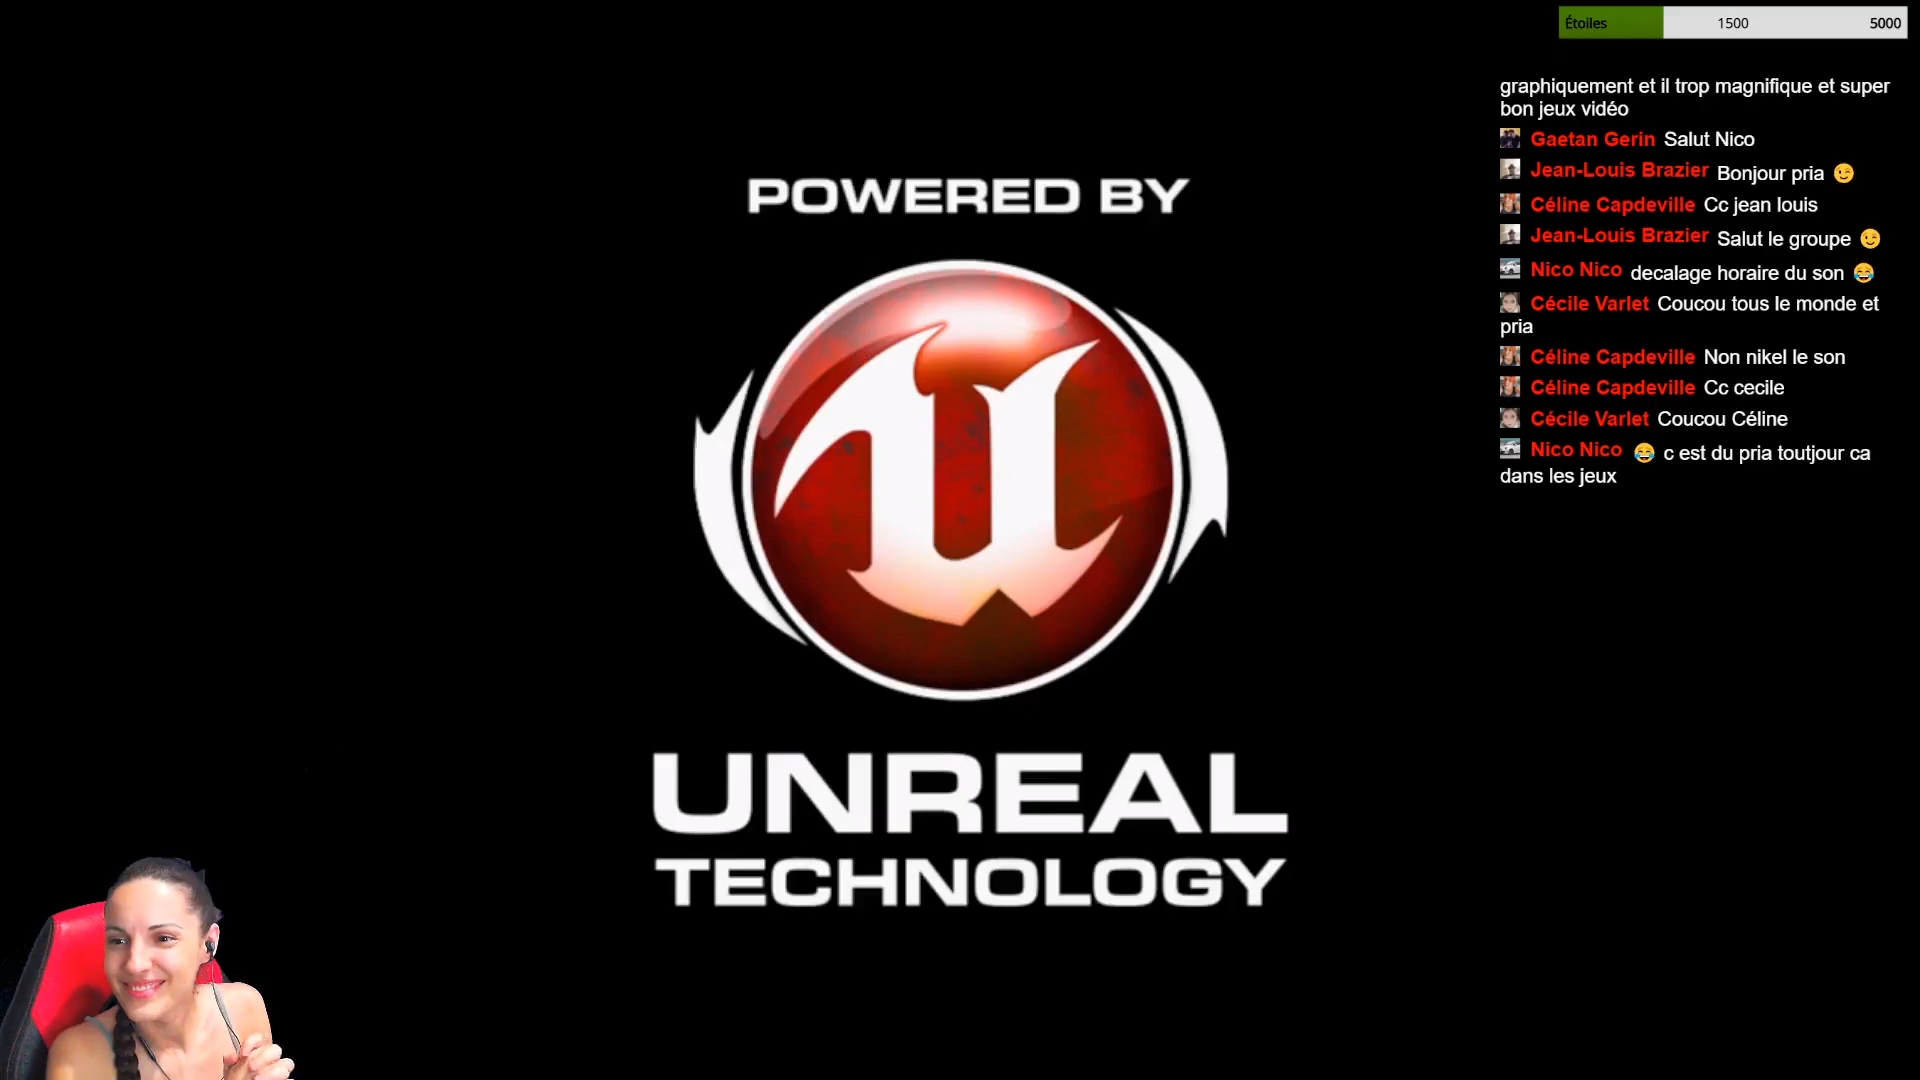 Étoiles 1500 5000
graphiquement et il trop magnifique et super
bon jeux vidéo
Gaetan Gerin Salut Nico
Jean-Louis Brazier Bonjour pria 😉
Céline Capdeville Cc jean louis
Jean-Louis Brazier Salut le groupe 😉
Nico Nico decalage horaire du son 😂
Cécile Varlet Coucou tous le monde et
pria
Céline Capdeville Non nikel le son
Céline Capdeville Cc cecile
Cécile Varlet Coucou Céline
Nico Nico 😂 c est du pria toutjour ca
dans les jeux
POWERED BY
UNREAL
TECHNOLOGY